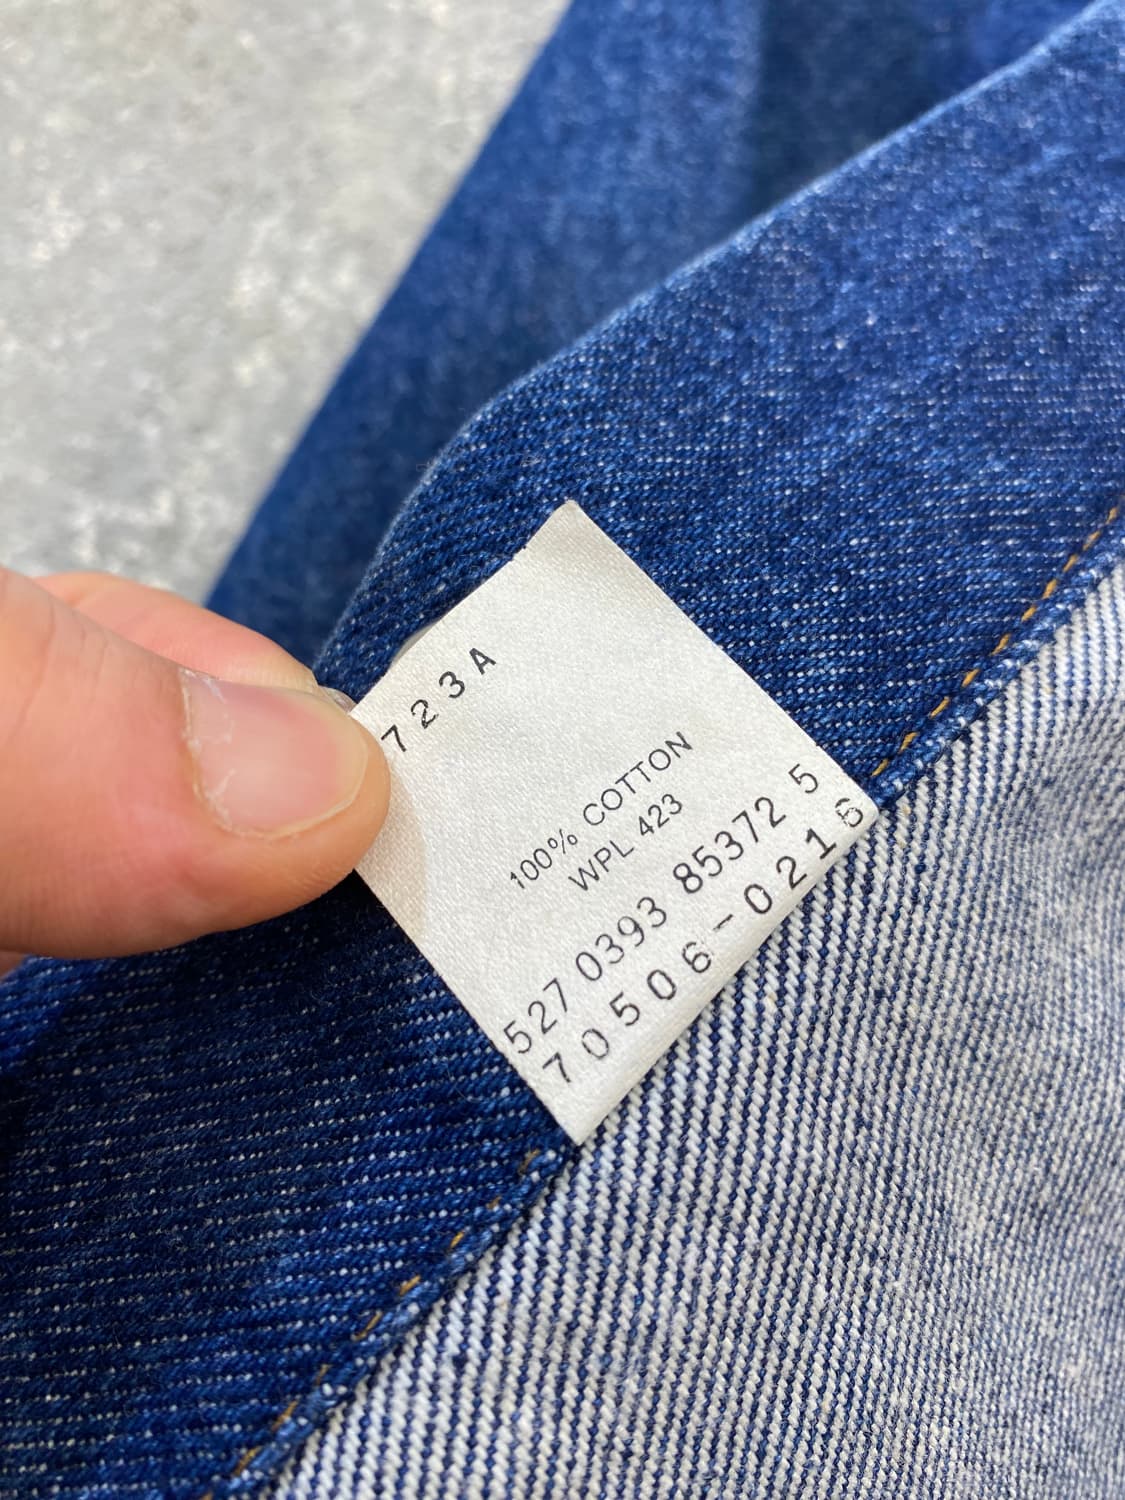 723A
100% COTTON
WPL 423
527 0393 85372 5
70506-0216